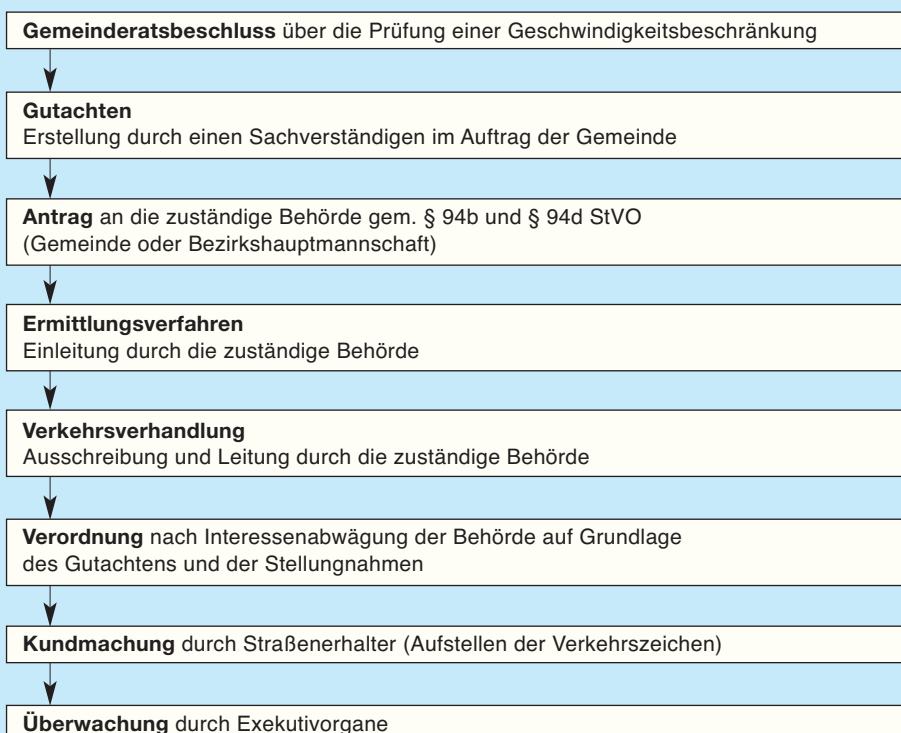 Gemeinderatsbeschluss über die Prüfung einer Geschwindigkeitsbeschränkung
Gutachten
Erstellung durch einen Sachverständigen im Auftrag der Gemeinde
Antrag an die zuständige Behörde gem. § 94b und § 94d StVO
(Gemeinde oder Bezirkshauptmannschaft)
Ermittlungsverfahren
Einleitung durch die zuständige Behörde
Verkehrsverhandlung
Ausschreibung und Leitung durch die zuständige Behörde
Verordnung nach Interessenabwägung der Behörde auf Grundlage
des Gutachtens und der Stellungnahmen
Kundmachung durch Straßenerhalter (Aufstellen der Verkehrszeichen)
Überwachung durch Exekutivorgane